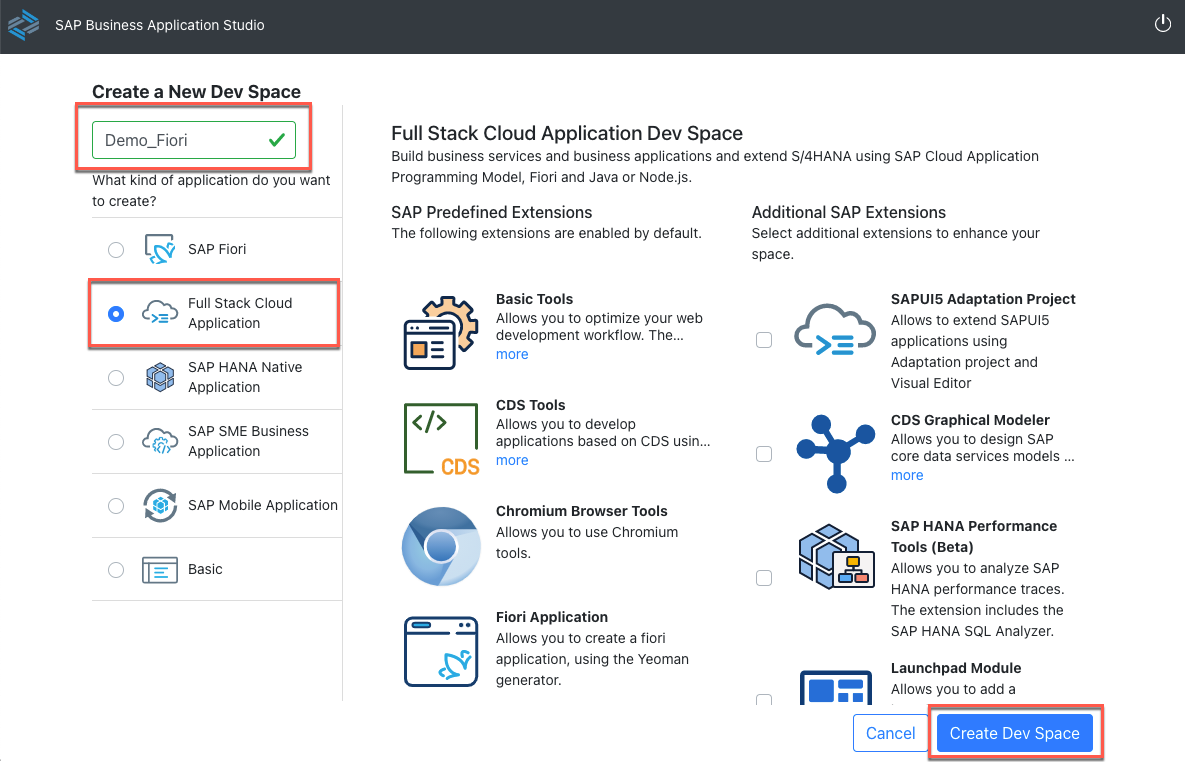 SAP Business Application Studio
Create a New Dev Space
Demo_Fiori
What kind of application do you want
to create?
SAP Fiori
Full Stack Cloud
Application
SAP HANA Native
Application
SAP SME Business
Application
SAP Mobile Application
Basic
Full Stack Cloud Application Dev Space
Build business services and business applications and extend S/4HANA using SAP Cloud Application
Programming Model, Fiori and Java or Node.js.
SAP Predefined Extensions
The following extensions are enabled by default.
Basic Tools
Allows you to optimize your web
development workflow. The...
more
</>
CDS
CDS Tools
Allows you to develop
applications based on CDS usin...
more
Chromium Browser Tools
Allows you to use Chromium
tools.
Fiori Application
Allows you to create a fiori
application, using the Yeoman
generator.
Additional SAP Extensions
Select additional extensions to enhance your
space.
SAPUI5 Adaptation Project
Allows to extend SAPUI5
applications using
Adaptation project and
Visual Editor
CDS Graphical Modeler
Allows you to design SAP
core data services models ...
more
SAP HANA Performance
Tools (Beta)
Allows you to analyze SAP
HANA performance traces.
The extension includes the
SAP HANA SQL Analyzer.
Launchpad Module
Allows you to add a
Cancel
Create Dev Space